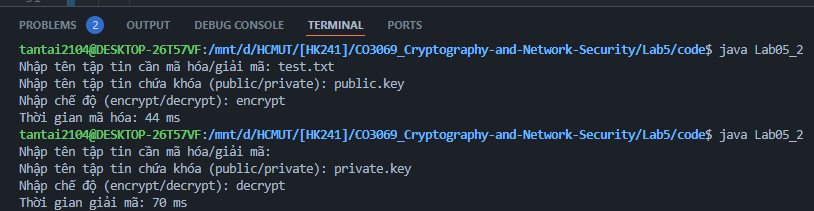 PROBLEMS 2 OUTPUT DEBUG CONSOLE TERMINAL PORTS
tantai2104@DESKTOP-26T57VF:/mnt/d/HCMUT/[HK241]/CO3069_Cryptography-and-Network-Security/Lab5/code$ java Lab05_2
Nhập tên tập tin cần mã hóa/giải mã: test.txt
Nhập tên tập tin chứa khóa (public/private): public.key
Nhập chế độ (encrypt/decrypt): encrypt
Thời gian mã hóa: 44 ms
tantai2104@DESKTOP-26T57VF:/mnt/d/HCMUT/[HK241]/CO3069_Cryptography-and-Network-Security/Lab5/code$ java Lab05_2
Nhập tên tập tin cần mã hóa/giải mã:
Nhập tên tập tin chứa khóa (public/private): private.key
Nhập chế độ (encrypt/decrypt): decrypt
Thời gian giải mã: 70 ms